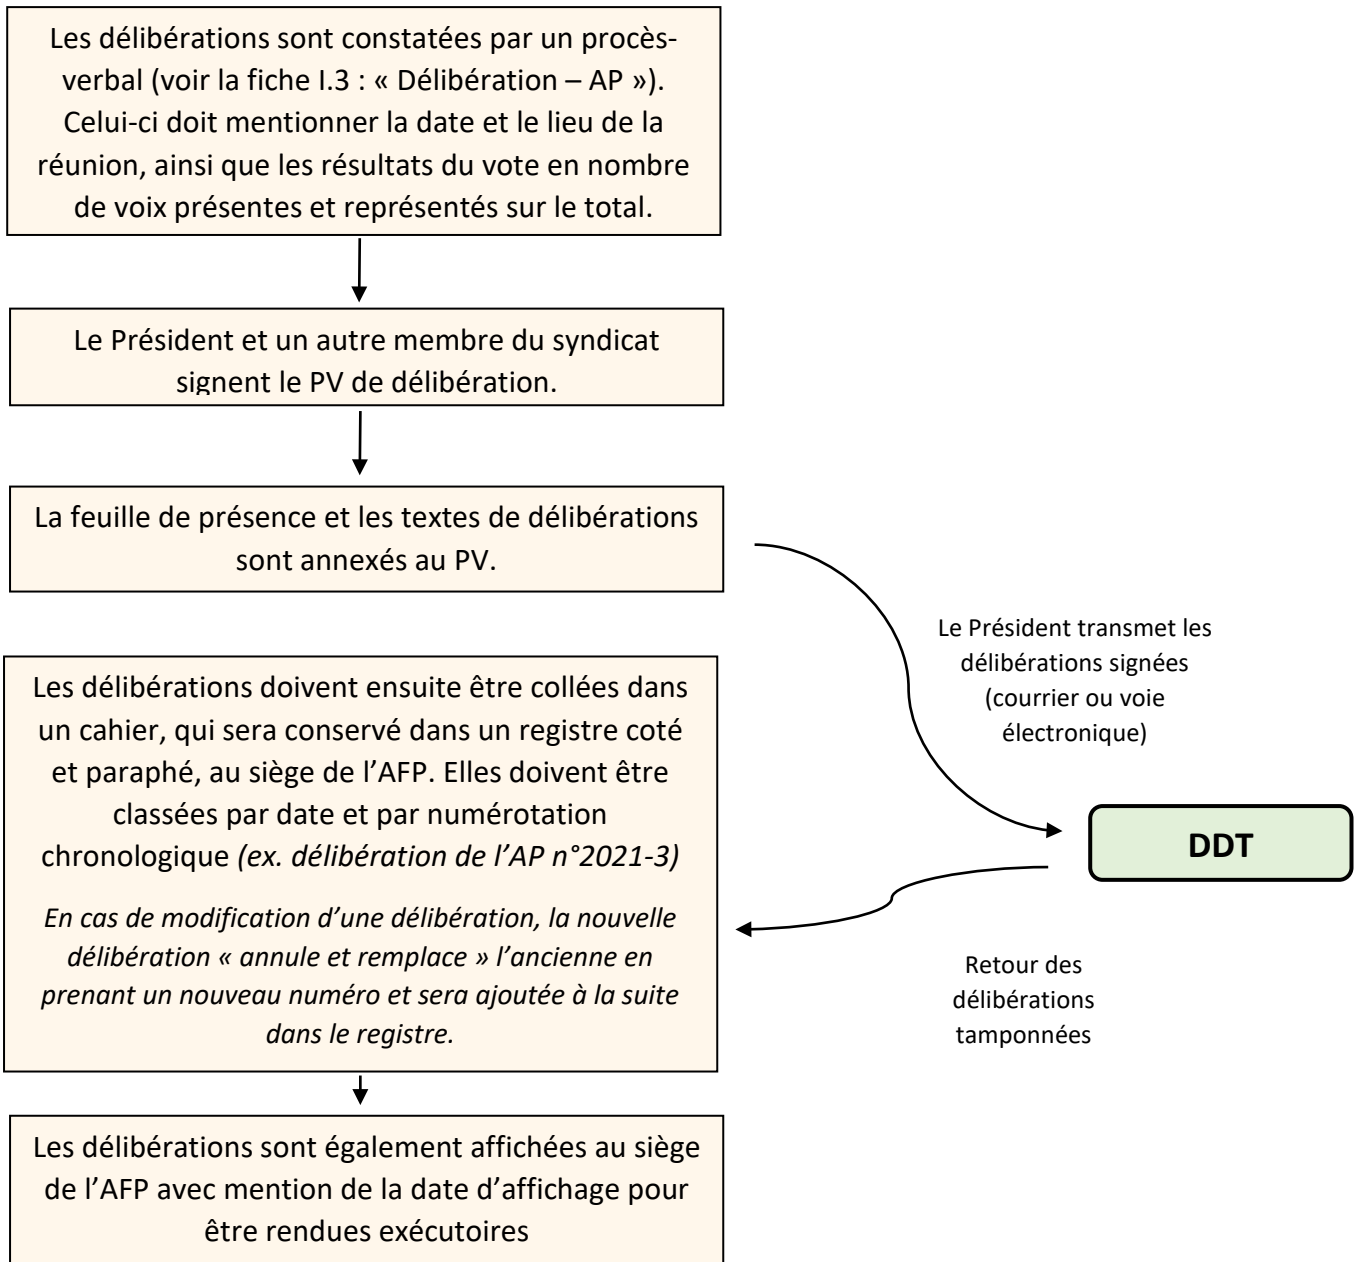 Les délibérations sont constatées par un procès-
verbal (voir la fiche I.3 : « Délibération – AP »).
Celui-ci doit mentionner la date et le lieu de la
réunion, ainsi que les résultats du vote en nombre
de voix présentes et représentés sur le total.
Le Président et un autre membre du syndicat
signent le PV de délibération.
La feuille de présence et les textes de délibérations
sont annexés au PV.
Le Président transmet les
délibérations signées
(courrier ou voie
électronique)
DDT
Retour des
délibérations
tamponnées
Les délibérations doivent ensuite être collées dans
un cahier, qui sera conservé dans un registre coté
et paraphé, au siège de l’AFP. Elles doivent être
classées par date et par numérotation
chronologique (ex. délibération de l’AP n°2021-3)
En cas de modification d’une délibération, la nouvelle
délibération « annule et remplace » l’ancienne en
prenant un nouveau numéro et sera ajoutée à la suite
dans le registre.
Les délibérations sont également affichées au siège
de l’AFP avec mention de la date d’affichage pour
être rendues exécutoires